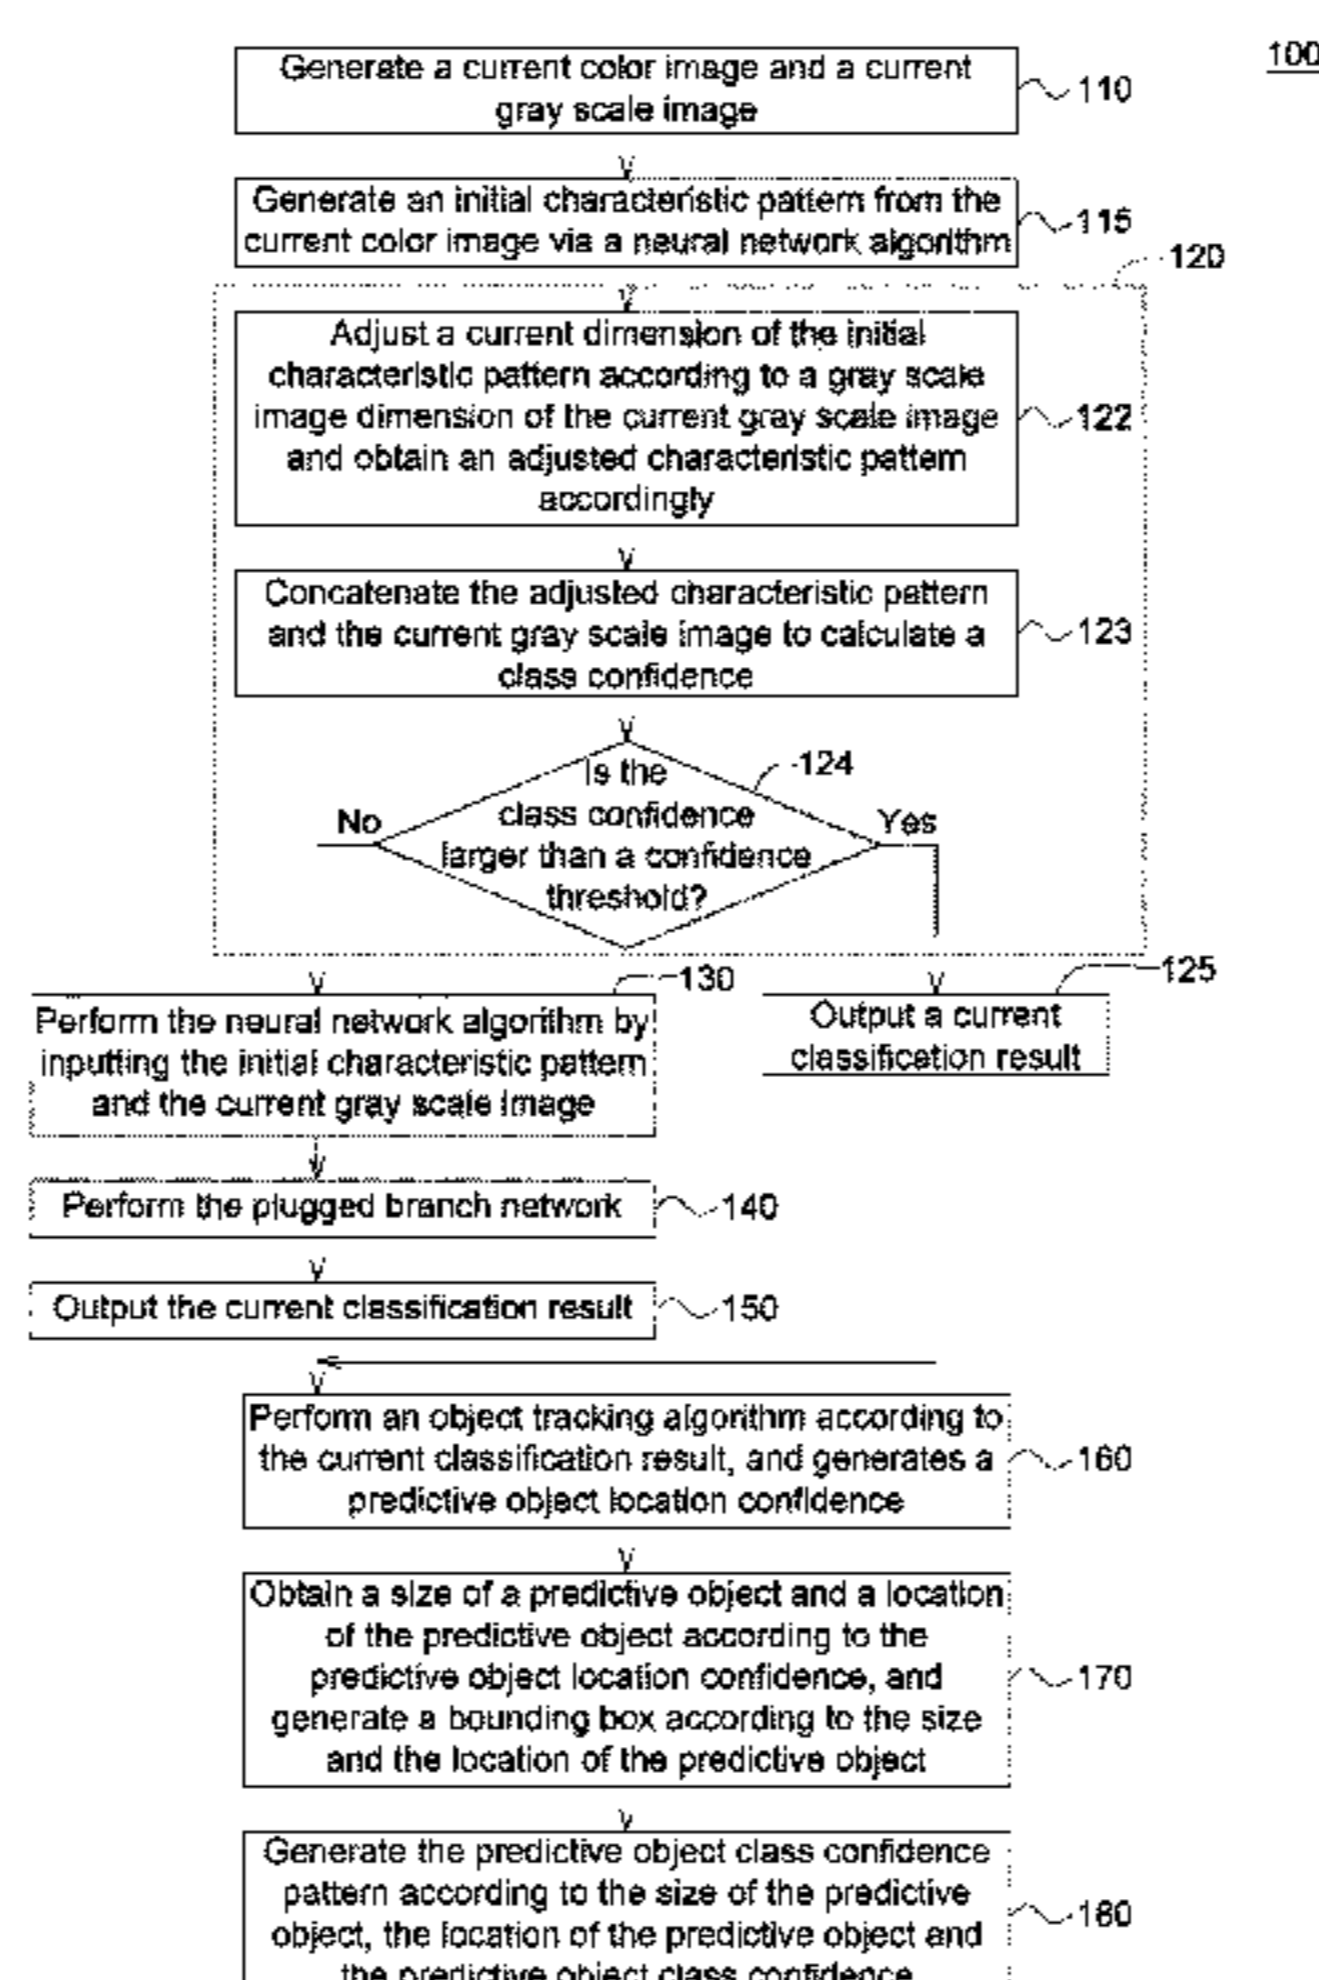 100
Generate a current color image and a current
gray scale image
110
Generate an initial characteristic pattern from the
current color image via a neural network algorithm
115
120
Adjust a current dimension of the initial
characteristic pattern according to a gray scale
image dimension of the current gray scale image
and obtain an adjusted characteristic pattern
accordingly
122
Concatenate the adjusted characteristic pattern
and the current gray scale image to calculate a
class confidence
123
Is the
class confidence
larger than a confidence
threshold?
124
No
Yes
130
Perform the neural network algorithm by
inputting the initial characteristic pattern
and the current gray scale image
125
Output a current
classification result
Perform the plugged branch network
140
Output the current classification result
150
Perform an object tracking algorithm according to
the current classification result, and generates a
predictive object location confidence
160
Obtain a size of a predictive object and a location
of the predictive object according to the
predictive object location confidence, and
generate a bounding box according to the size
and the location of the predictive object
170
Generate the predictive object class confidence
pattern according to the size of the predictive
object, the location of the predictive object and
the predictive object class confidence
180